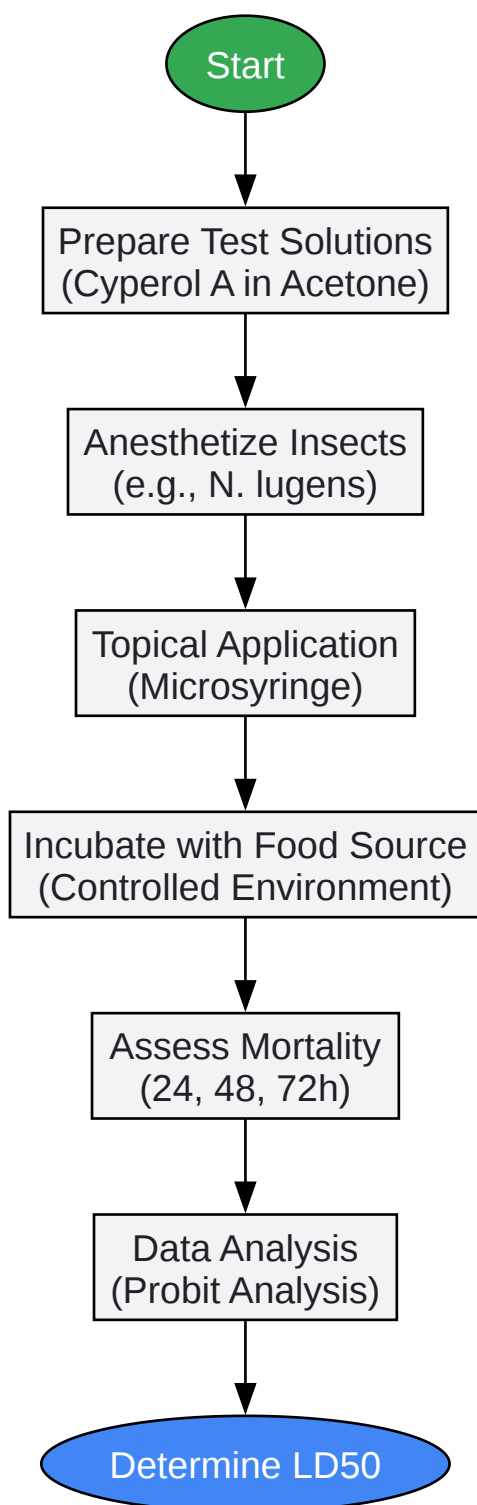 Start
Prepare Test Solutions
(Cyperol A in Acetone)
Anesthetize Insects
(e.g., N. lugens)
Topical Application
(Microsyringe)
Incubate with Food Source
(Controlled Environment)
Assess Mortality
(24, 48, 72h)
Data Analysis
(Probit Analysis)
Determine LD50